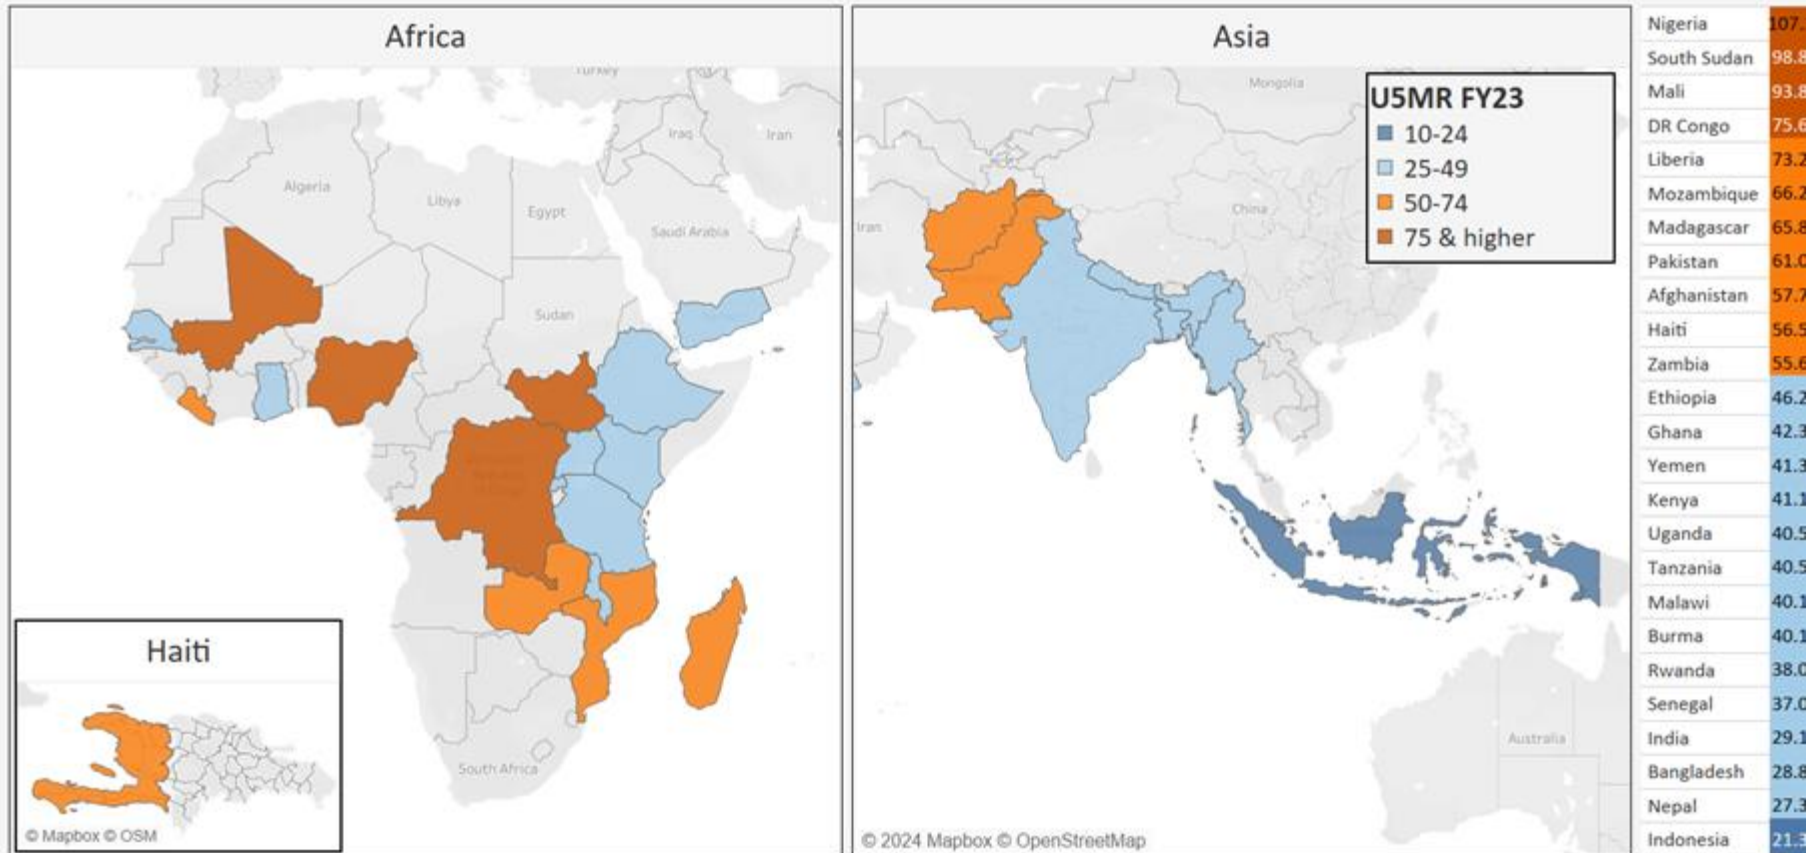 Africa
Turkey
Iraq
Iran
Algeria
Libya
Egypt
Saudi Arabia
Sudan
South Africa
Haiti
© Mapbox © OSM
Asia
Mongolia
U5MR FY23
10-24
25-49
50-74
75 & higher
China
Iran
Australia
© 2024 Mapbox © OpenStreetMap
Nigeria 107.
South Sudan 98.8
Mali 93.8
DR Congo 75.6
Liberia 73.2
Mozambique 66.2
Madagascar 65.8
Pakistan 61.0
Afghanistan 57.7
Haiti 56.5
Zambia 55.6
Ethiopia 46.2
Ghana 42.3
Yemen 41.3
Kenya 41.1
Uganda 40.5
Tanzania 40.5
Malawi 40.1
Burma 40.1
Rwanda 38.0
Senegal 37.0
India 29.1
Bangladesh 28.8
Nepal 27.3
Indonesia 21.3